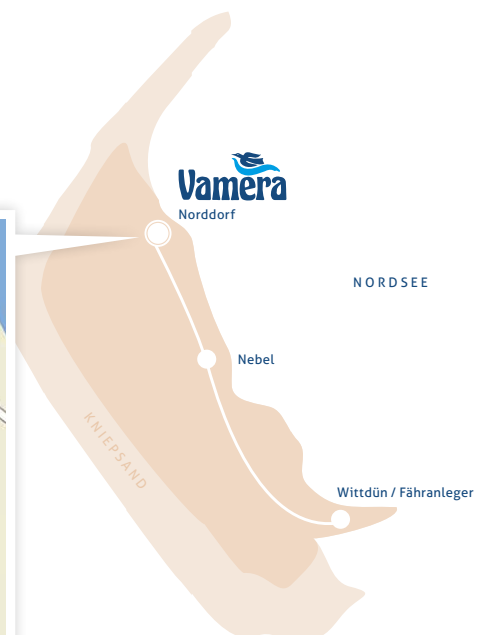 Vamera
Norddorf
NORDSEE
Nebel
KNIEPSAND
Wittdün / Fähranleger